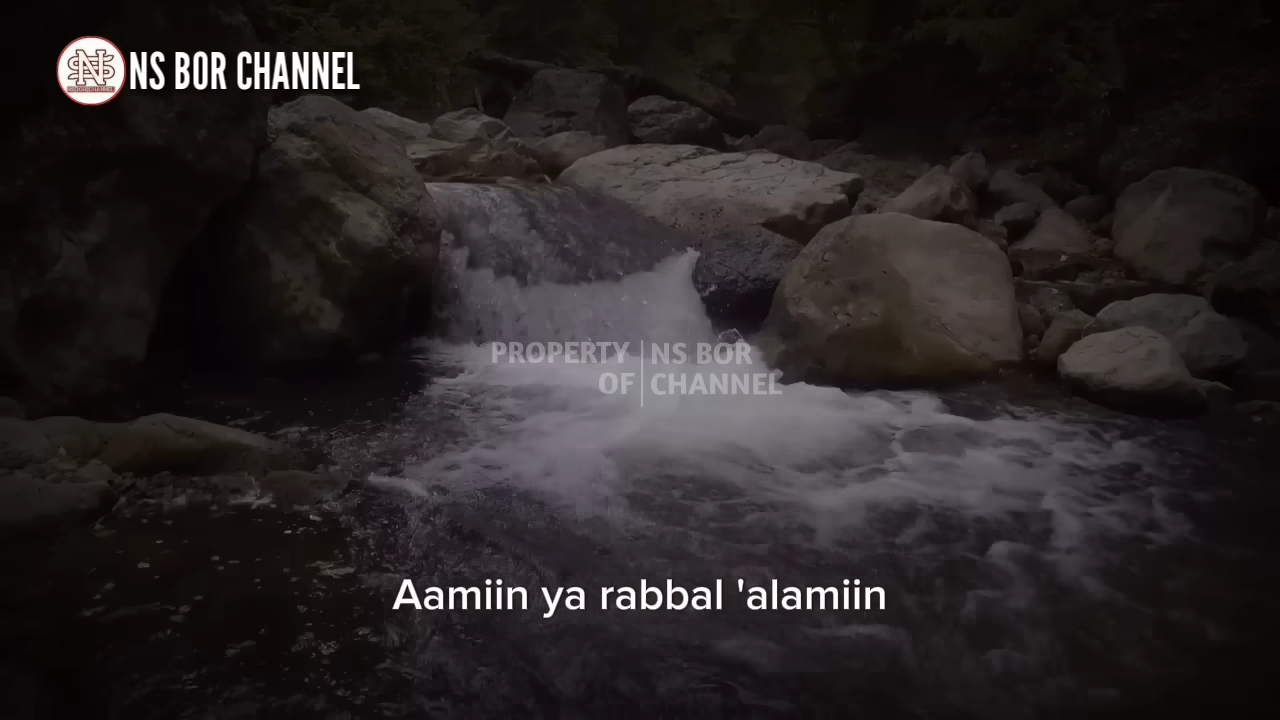 NS BOR CHANNEL
PROPERTY OF
NS BOR CHANNEL
Aamiin ya rabbal 'alamiin